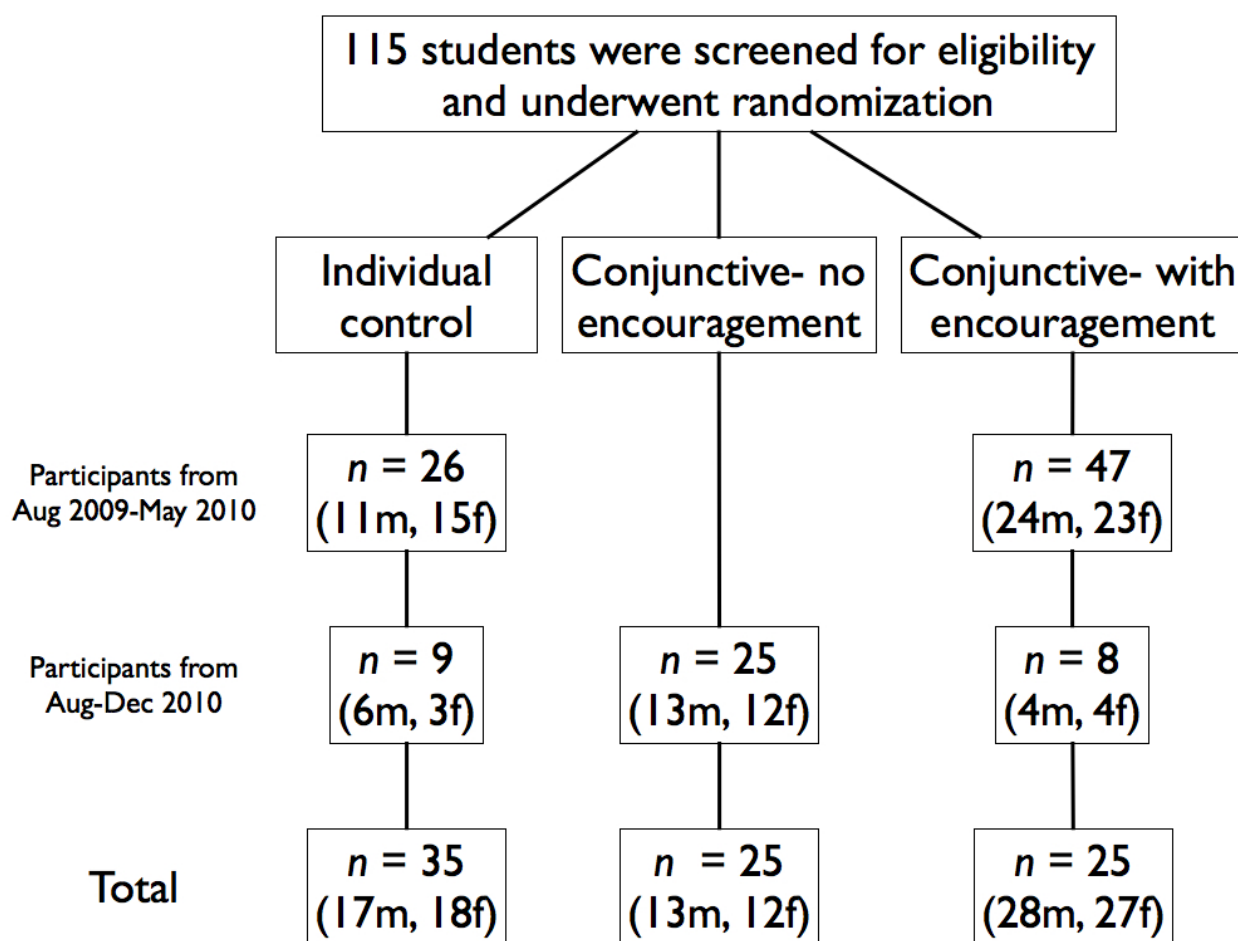 115 students were screened for eligibility
and underwent randomization
Individual
control
Conjunctive- no
encouragement
Conjunctive- with
encouragement
Participants from
Aug 2009-May 2010
n = 26
(11m, 15f)
n = 47
(24m, 23f)
Participants from
Aug-Dec 2010
n = 9
(6m, 3f)
n = 25
(13m, 12f)
n = 8
(4m, 4f)
Total
n = 35
(17m, 18f)
n = 25
(13m, 12f)
n = 25
(28m, 27f)